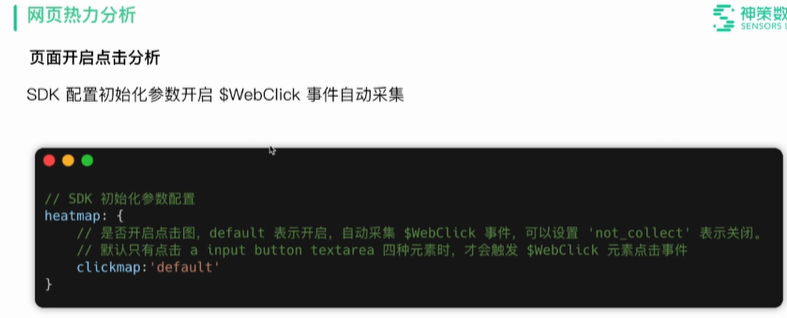 网页热力分析
神策数
SENSORS
页面开启点击分析
SDK 配置初始化参数开启 $WebClick 事件自动采集
// SDK 初始化参数配置
heatmap: {
// 是否开启点击图，default 表示开启，自动采集 $WebClick 事件，可以设置 'not_collect' 表示关闭。
// 默认只有点击 a input button textarea 四种元素时，才会触发 $WebClick 元素点击事件
clickmap:'default'
}